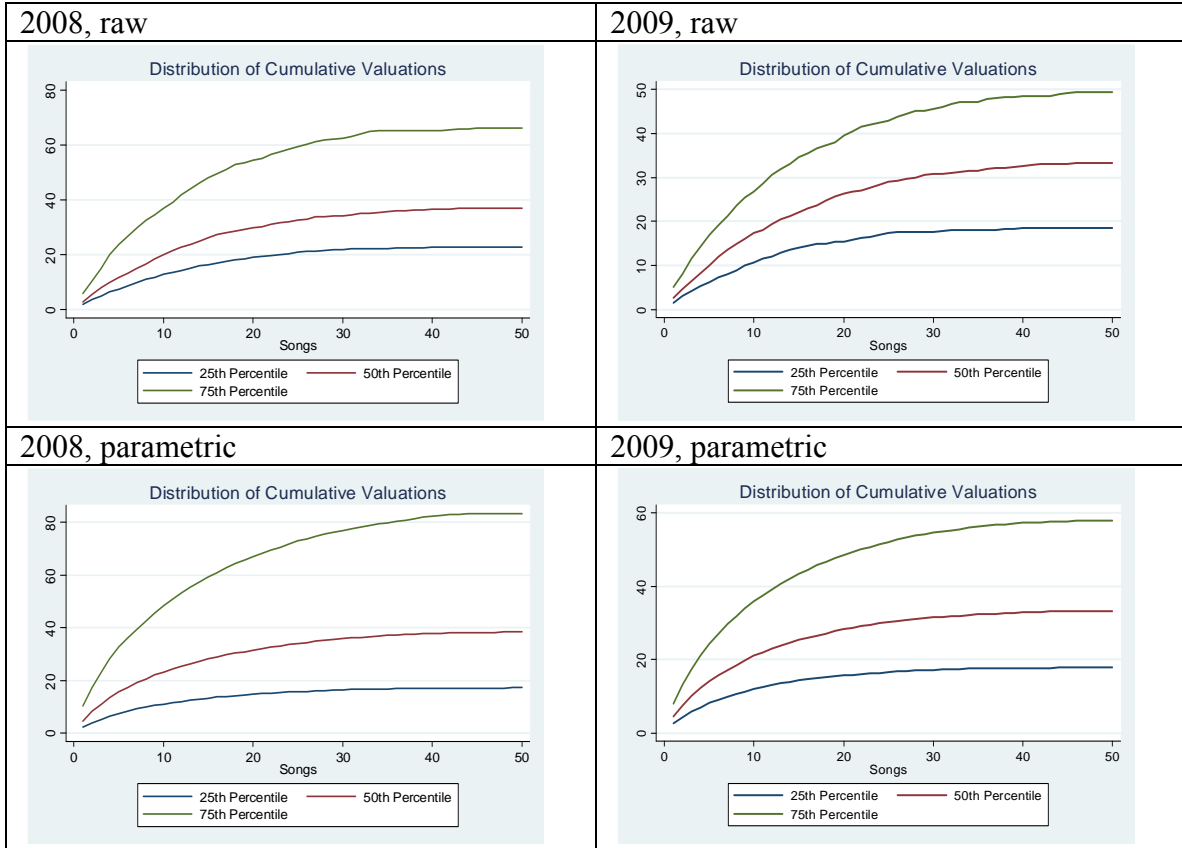 2008, raw
2009, raw
Distribution of Cumulative Valuations
80
60
40
20
0
0 10 20 30 40 50
Songs
25th Percentile 50th Percentile
75th Percentile
Distribution of Cumulative Valuations
50
40
30
20
10
0
0 10 20 30 40 50
Songs
25th Percentile 50th Percentile
75th Percentile
2008, parametric
2009, parametric
Distribution of Cumulative Valuations
80
60
40
20
0
0 10 20 30 40 50
Songs
25th Percentile 50th Percentile
75th Percentile
Distribution of Cumulative Valuations
60
40
20
0
0 10 20 30 40 50
Songs
25th Percentile 50th Percentile
75th Percentile